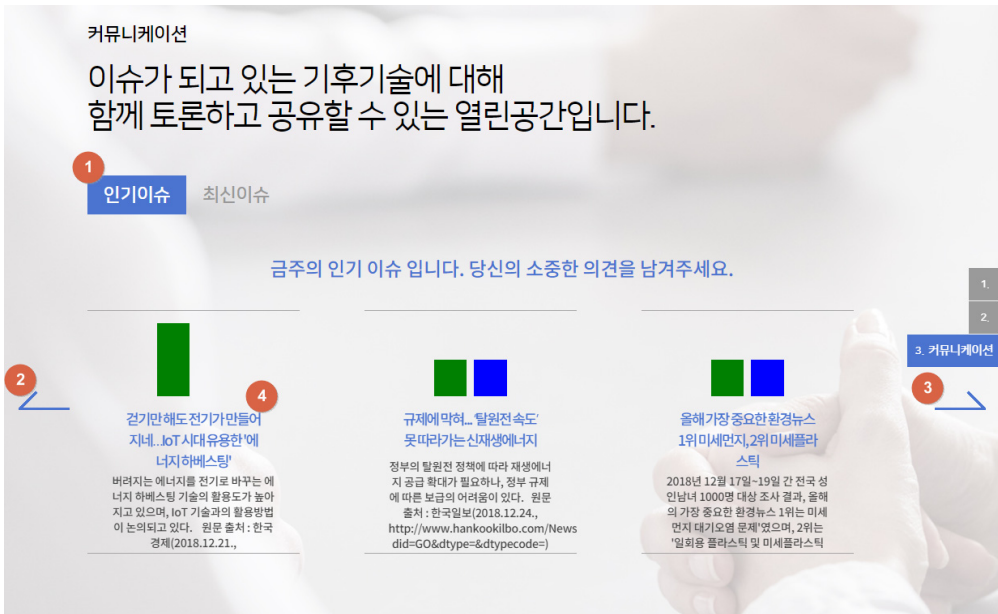 커뮤니케이션
이슈가 되고 있는 기후기술에 대해
함께 토론하고 공유할 수 있는 열린공간입니다.
1
인기이슈 최신이슈
금주의 인기 이슈 입니다. 당신의 소중한 의견을 남겨주세요.
1.
2.
3. 커뮤니케이션
2
3
4
걷기만 해도 전기가 만들어
지네...IoT 시대 유용한 '에
너지 하베스팅'
버려지는 에너지를 전기로 바꾸는 에
너지 하베스팅 기술의 활용도가 높아
지고 있으며, IoT 기술과의 활용방법
이 논의되고 있다. 원문 출처 : 한국
경제(2018.12.21.,
규제에 막혀... '탈원전 속도'
못 따라가는 신재생에너지
정부의 탈원전 정책에 따라 재생에너
지 공급 확대가 필요하나, 정부 규제
에 따른 보급의 어려움이 있다. 원문
출처 : 한국일보(2018.12.24.,
http://www.hankookilbo.com/News
did=GO&dtype=&dtypecode=)
올해 가장 중요한 환경뉴스
1위 미세먼지, 2위 미세플라
스틱
2018년 12월 17일~19일 간 전국 성
인남녀 1000명 대상 조사 결과, 올해
의 가장 중요한 환경뉴스 1위는 미세
먼지 대기오염 문제'였으며, 2위는
'일회용 플라스틱 및 미세플라스틱